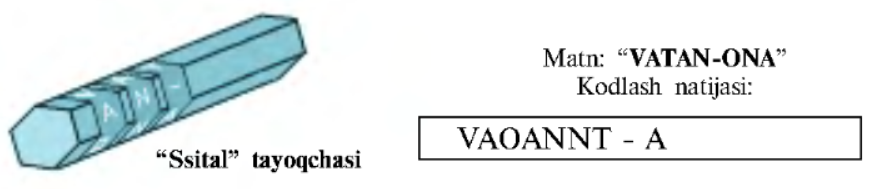 A N -
“Ssital” tayoqchasi
Matn: “VATAN-ONA”
Kodlash natijasi:
VAOANNT - A